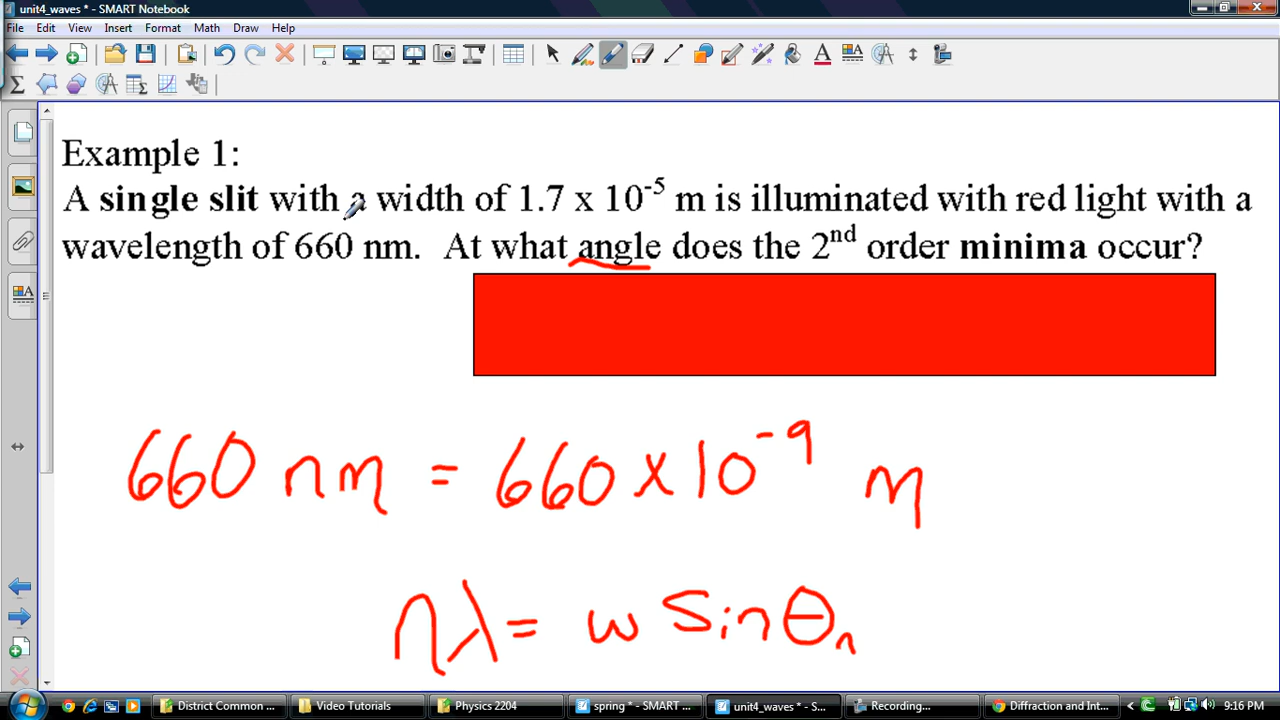 unit4_waves * - SMART Notebook
File Edit View Insert Format Math Draw Help
Example 1:
A single slit with a width of 1.7 x 10⁻⁵ m is illuminated with red light with a
wavelength of 660 nm. At what angle does the 2ⁿᵈ order minima occur?
660 nm = 660 x 10⁻⁹ m
nλ = w sinθₙ
District Common ... Video Tutorials Physics 2204 spring * - SMART ... unit4_waves * - S... Recording... Diffraction and Int... 9:16 PM